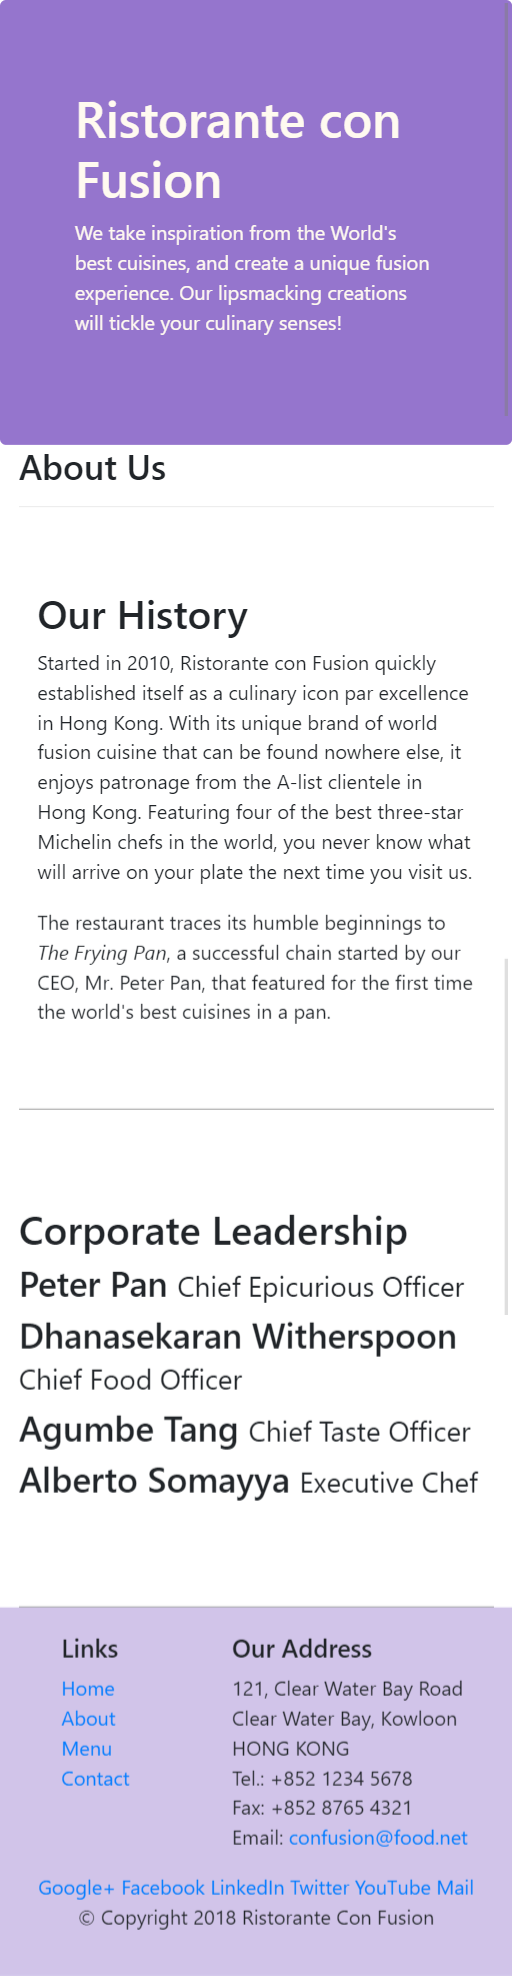 Ristorante con
Fusion
We take inspiration from the World's
best cuisines, and create a unique fusion
experience. Our lipsmacking creations
will tickle your culinary senses!
About Us
Our History
Started in 2010, Ristorante con Fusion quickly
established itself as a culinary icon par excellence
in Hong Kong. With its unique brand of world
fusion cuisine that can be found nowhere else, it
enjoys patronage from the A-list clientele in
Hong Kong. Featuring four of the best three-star
Michelin chefs in the world, you never know what
will arrive on your plate the next time you visit us.
The restaurant traces its humble beginnings to
The Frying Pan, a successful chain started by our
CEO, Mr. Peter Pan, that featured for the first time
the world's best cuisines in a pan.
Corporate Leadership
Peter Pan Chief Epicurious Officer
Dhanasekaran Witherspoon
Chief Food Officer
Agumbe Tang Chief Taste Officer
Alberto Somayya Executive Chef
Links
Home
About
Menu
Contact
Our Address
121, Clear Water Bay Road
Clear Water Bay, Kowloon
HONG KONG
Tel.: +852 1234 5678
Fax: +852 8765 4321
Email: confusion@food.net
Google+ Facebook LinkedIn Twitter YouTube Mail
© Copyright 2018 Ristorante Con Fusion